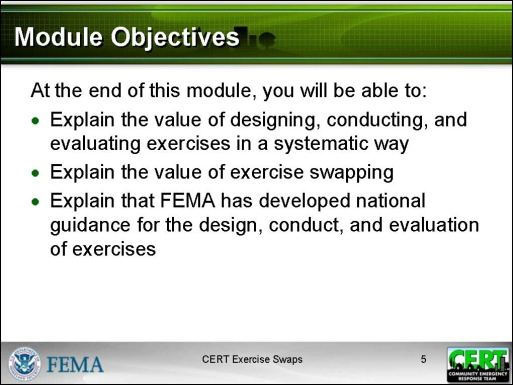 Module Objectives
At the end of this module, you will be able to:
• Explain the value of designing, conducting, and
evaluating exercises in a systematic way
• Explain the value of exercise swapping
• Explain that FEMA has developed national
guidance for the design, conduct, and evaluation
of exercises
FEMA
CERT Exercise Swaps
5
CERT
COMMUNITY EMERGENCY
RESPONSE TEAM